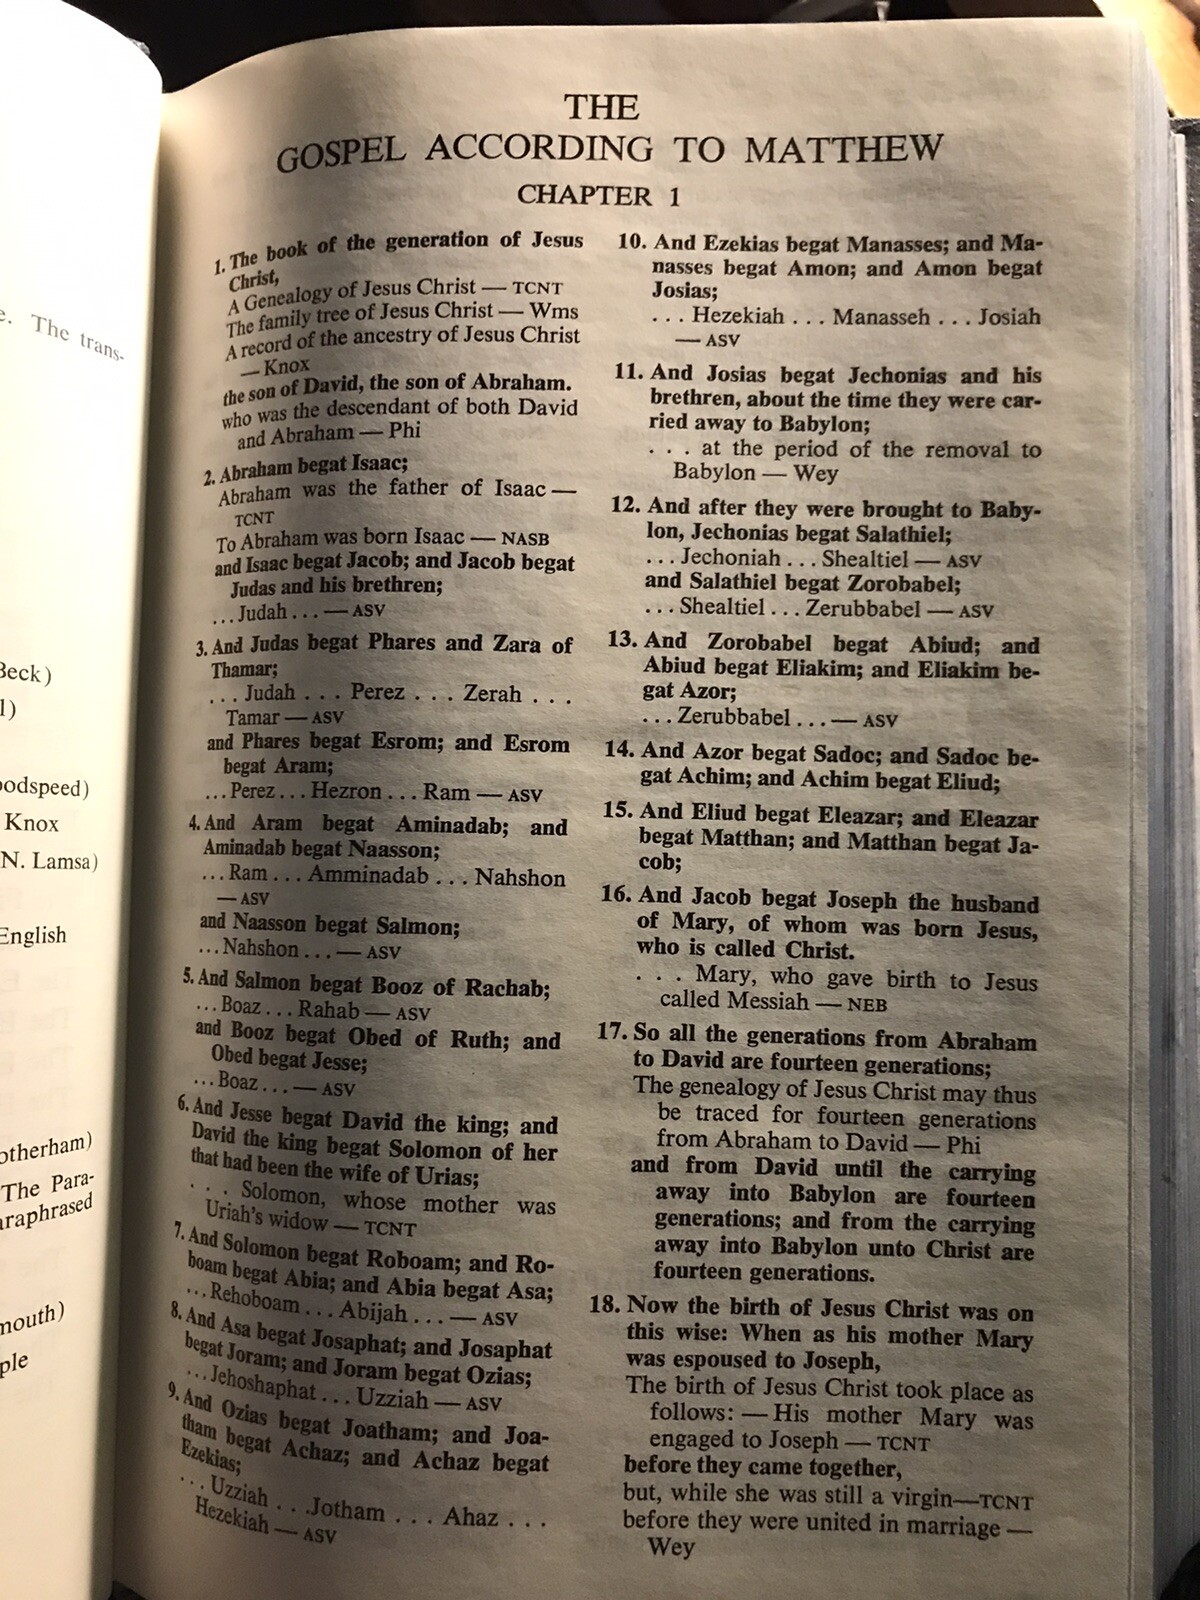 e. The trans-
Beck)
l)
oodspeed)
Knox
N. Lamsa)
English
otherham)
The Para-
araphrased
mouth)
ple
THE
GOSPEL ACCORDING TO MATTHEW
CHAPTER 1
1. The book of the generation of Jesus
Christ,
A Genealogy of Jesus Christ — TCNT
The family tree of Jesus Christ — Wms
A record of the ancestry of Jesus Christ
— Knox
the son of David, the son of Abraham.
who was the descendant of both David
and Abraham — Phi
2. Abraham begat Isaac;
Abraham was the father of Isaac —
TCNT
To Abraham was born Isaac — NASB
and Isaac begat Jacob; and Jacob begat
Judas and his brethren;
... Judah ... — ASV
3. And Judas begat Phares and Zara of
Thamar;
... Judah ... Perez ... Zerah ...
Tamar — ASV
and Phares begat Esrom; and Esrom
begat Aram;
... Perez ... Hezron ... Ram — ASV
4. And Aram begat Aminadab; and
Aminadab begat Naasson;
... Ram ... Amminadab ... Nahshon
— ASV
and Naasson begat Salmon;
... Nahshon ... — ASV
5. And Salmon begat Booz of Rachab;
... Boaz ... Rahab — ASV
and Booz begat Obed of Ruth; and
Obed begat Jesse;
... Boaz ... — ASV
6. And Jesse begat David the king; and
David the king begat Solomon of her
that had been the wife of Urias;
... Solomon, whose mother was
Uriah's widow — TCNT
7. And Solomon begat Roboam; and Ro-
boam begat Abia; and Abia begat Asa;
... Rehoboam ... Abijah ... — ASV
8. And Asa begat Josaphat; and Josaphat
begat Joram; and Joram begat Ozias;
... Jehoshaphat ... Uzziah — ASV
9. And Ozias begat Joatham; and Joa-
tham begat Achaz; and Achaz begat
Ezekias;
... Uzziah ... Jotham ... Ahaz ...
Hezekiah — ASV
10. And Ezekias begat Manasses; and Ma-
nasses begat Amon; and Amon begat
Josias;
... Hezekiah ... Manasseh ... Josiah
— ASV
11. And Josias begat Jechonias and his
brethren, about the time they were car-
ried away to Babylon;
... at the period of the removal to
Babylon — Wey
12. And after they were brought to Baby-
lon, Jechonias begat Salathiel;
... Jechoniah ... Shealtiel — ASV
and Salathiel begat Zorobabel;
... Shealtiel ... Zerubbabel — ASV
13. And Zorobabel begat Abiud; and
Abiud begat Eliakim; and Eliakim be-
gat Azor;
... Zerubbabel ... — ASV
14. And Azor begat Sadoc; and Sadoc be-
gat Achim; and Achim begat Eliud;
15. And Eliud begat Eleazar; and Eleazar
begat Matthan; and Matthan begat Ja-
cob;
16. And Jacob begat Joseph the husband
of Mary, of whom was born Jesus,
who is called Christ.
... Mary, who gave birth to Jesus
called Messiah — NEB
17. So all the generations from Abraham
to David are fourteen generations;
The genealogy of Jesus Christ may thus
be traced for fourteen generations
from Abraham to David — Phi
and from David until the carrying
away into Babylon are fourteen
generations; and from the carrying
away into Babylon unto Christ are
fourteen generations.
18. Now the birth of Jesus Christ was on
this wise: When as his mother Mary
was espoused to Joseph,
The birth of Jesus Christ took place as
follows: — His mother Mary was
engaged to Joseph — TCNT
before they came together,
but, while she was still a virgin—TCNT
before they were united in marriage —
Wey